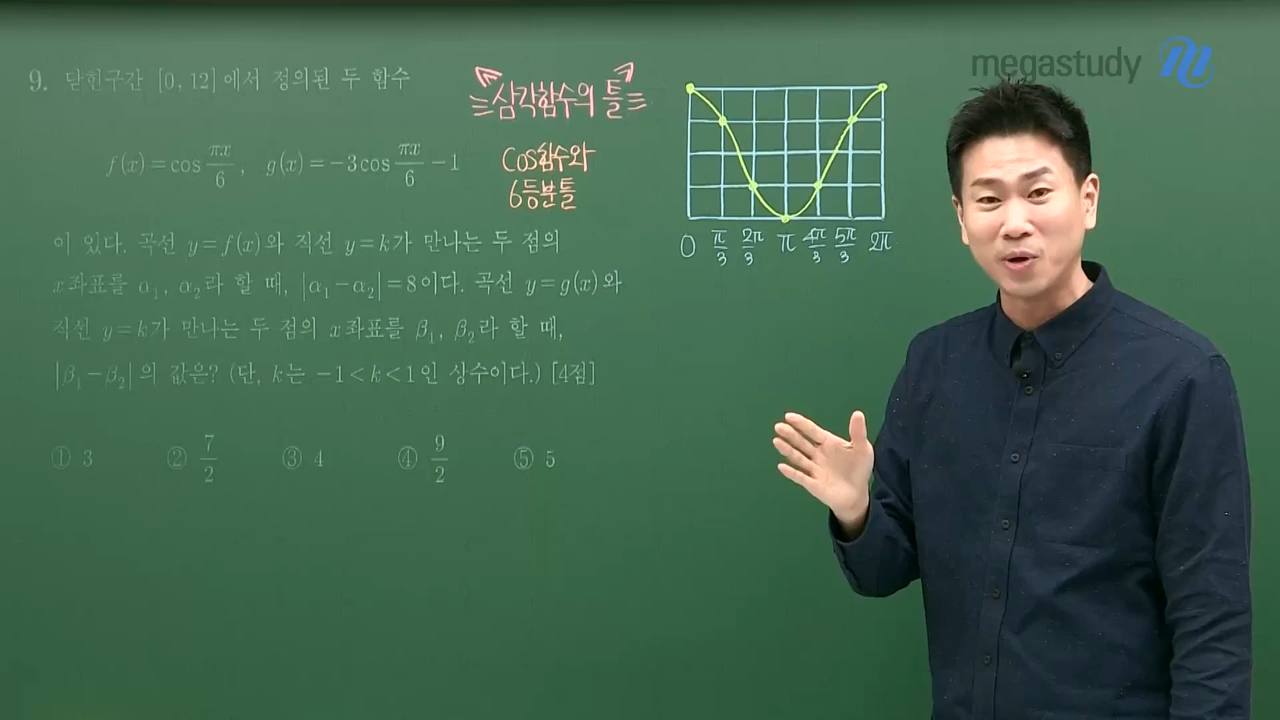 megastudy
9. 닫힌구간 [0, 12]에서 정의된 두 함수
f(x)=cos πx/6, g(x)=-3cos πx/6 -1
이 있다. 곡선 y=f(x)와 직선 y=k가 만나는 두 점의
x좌표를 α₁, α₂라 할 때, |α₁-α₂|=8이다. 곡선 y=g(x)와
직선 y=k가 만나는 두 점의 x좌표를 β₁, β₂라 할 때,
|β₁-β₂|의 값은? (단, k는 -1<k<1인 상수이다.) [4점]
① 3 ② 7/2 ③ 4 ④ 9/2 ⑤ 5
삼각함수의 틀
cos함수와
6등분틀
0 π/3 2π/3 π 4π/3 5π/3 2π